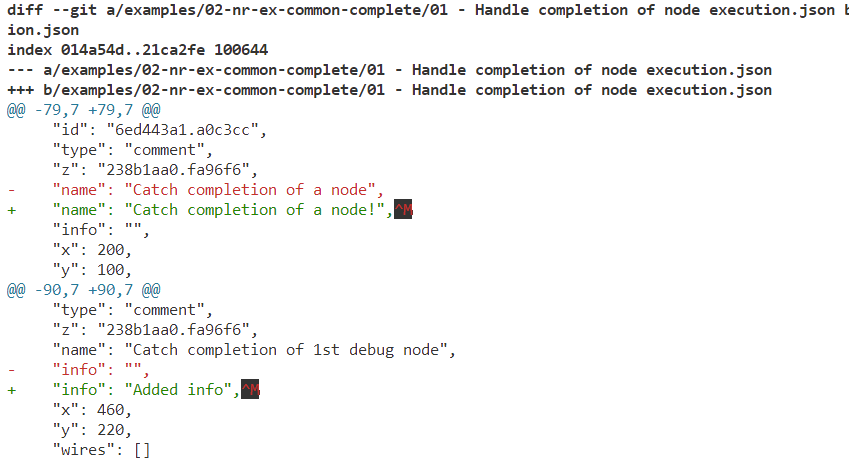 diff --git a/examples/02-nr-ex-common-complete/01 - Handle completion of node execution.json b
ion.json
index 014a54d..21ca2fe 100644
--- a/examples/02-nr-ex-common-complete/01 - Handle completion of node execution.json
+++ b/examples/02-nr-ex-common-complete/01 - Handle completion of node execution.json
@@ -79,7 +79,7 @@
     "id": "6ed443a1.a0c3cc",
     "type": "comment",
     "z": "238b1aa0.fa96f6",
-    "name": "Catch completion of a node",
+    "name": "Catch completion of a node!",^M
     "info": "",
     "x": 200,
     "y": 100,
@@ -90,7 +90,7 @@
     "type": "comment",
     "z": "238b1aa0.fa96f6",
     "name": "Catch completion of 1st debug node",
-    "info": "",
+    "info": "Added info",^M
     "x": 460,
     "y": 220,
     "wires": []